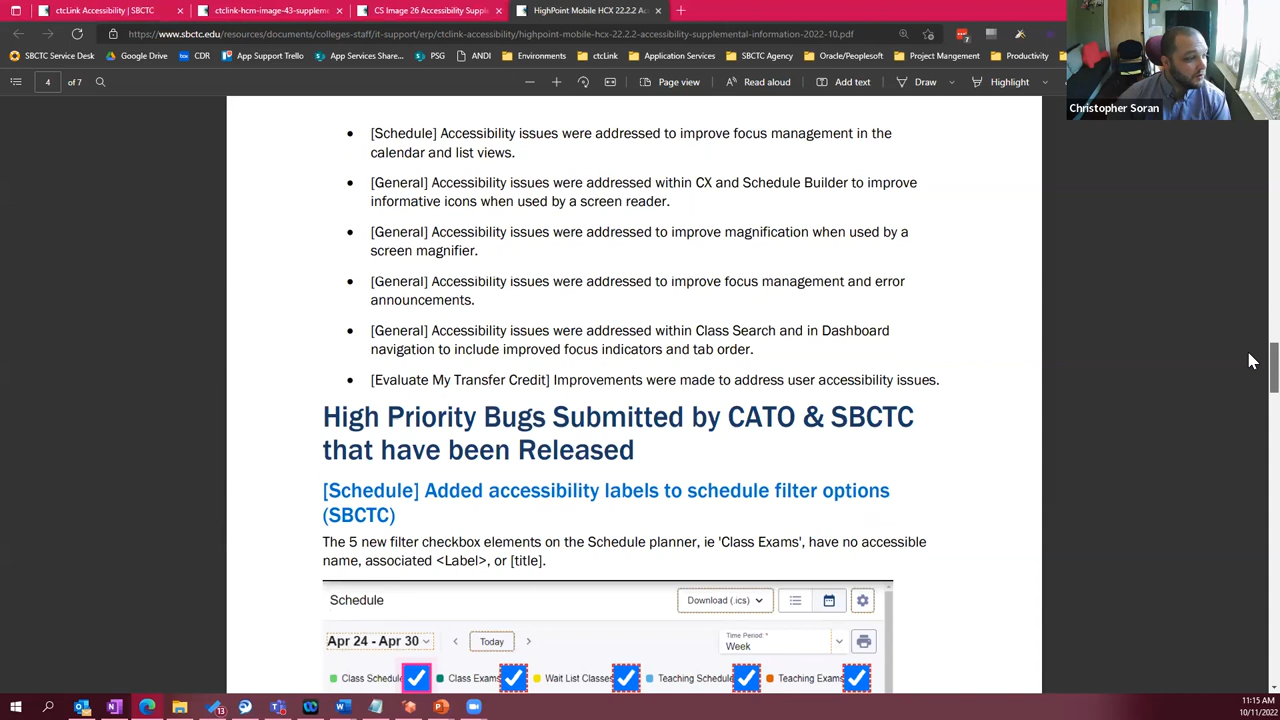 ctcLink Accessibility | SBCTC
ctclink-hcm-image-43-suppleme
CS Image 26 Accessibility Supple
HighPoint Mobile HCX 22.2.2 Ac
https://www.sbctc.edu/resources/documents/colleges-staff/it-support/erp/ctclink-accessibility/highpoint-mobile-hcx-22.2.2-accessibility-supplemental-information-2022-10.pdf
SBCTC Service Desk
Google Drive
CDR
App Support Trello
App Services Share...
PSG
ANDI
Environments
ctcLink
Application Services
SBCTC Agency
Oracle/Peoplesoft
Project Management
Productivity
4 of 7
Page view
Read aloud
Add text
Draw
Highlight
Christopher Soran
• [Schedule] Accessibility issues were addressed to improve focus management in the
calendar and list views.
• [General] Accessibility issues were addressed within CX and Schedule Builder to improve
informative icons when used by a screen reader.
• [General] Accessibility issues were addressed to improve magnification when used by a
screen magnifier.
• [General] Accessibility issues were addressed to improve focus management and error
announcements.
• [General] Accessibility issues were addressed within Class Search and in Dashboard
navigation to include improved focus indicators and tab order.
• [Evaluate My Transfer Credit] Improvements were made to address user accessibility issues.
High Priority Bugs Submitted by CATO & SBCTC
that have been Released
[Schedule] Added accessibility labels to schedule filter options
(SBCTC)
The 5 new filter checkbox elements on the Schedule planner, ie 'Class Exams', have no accessible
name, associated <Label>, or [title].
Schedule
Download (.ics)
Apr 24 - Apr 30
Today
Time Period: *
Week
Class Schedule
Class Exams
Wait List Classes
Teaching Schedule
Teaching Exams
11:15 AM
10/11/2022